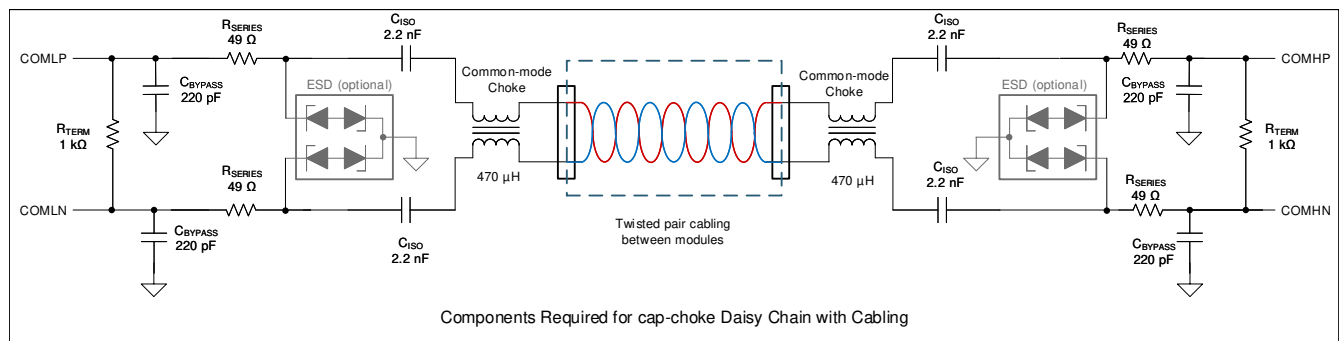 RSERIES
49 Ω
CISO
2.2 nF
CISO
2.2 nF
RSERIES
49 Ω
COMLP
COMHP
CBYPASS
220 pF
ESD (optional)
Common-mode
Choke
Common-mode
Choke
ESD (optional)
CBYPASS
220 pF
RTERM
1 kΩ
RTERM
1 kΩ
RSERIES
49 Ω
470 µH
470 µH
CISO
2.2 nF
RSERIES
49 Ω
COMLN
COMHN
CBYPASS
220 pF
CISO
2.2 nF
Twisted pair cabling
between modules
CBYPASS
220 pF
Components Required for cap-choke Daisy Chain with Cabling